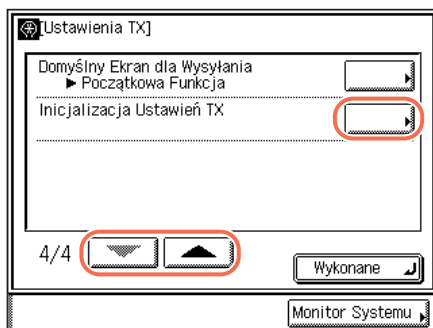 [Ustawienia TX]
Domyślny Ekran dla Wysyłania
▶ Początkowa Funkcja
Inicjalizacja Ustawień TX
4/4
Wykonane
Monitor Systemu